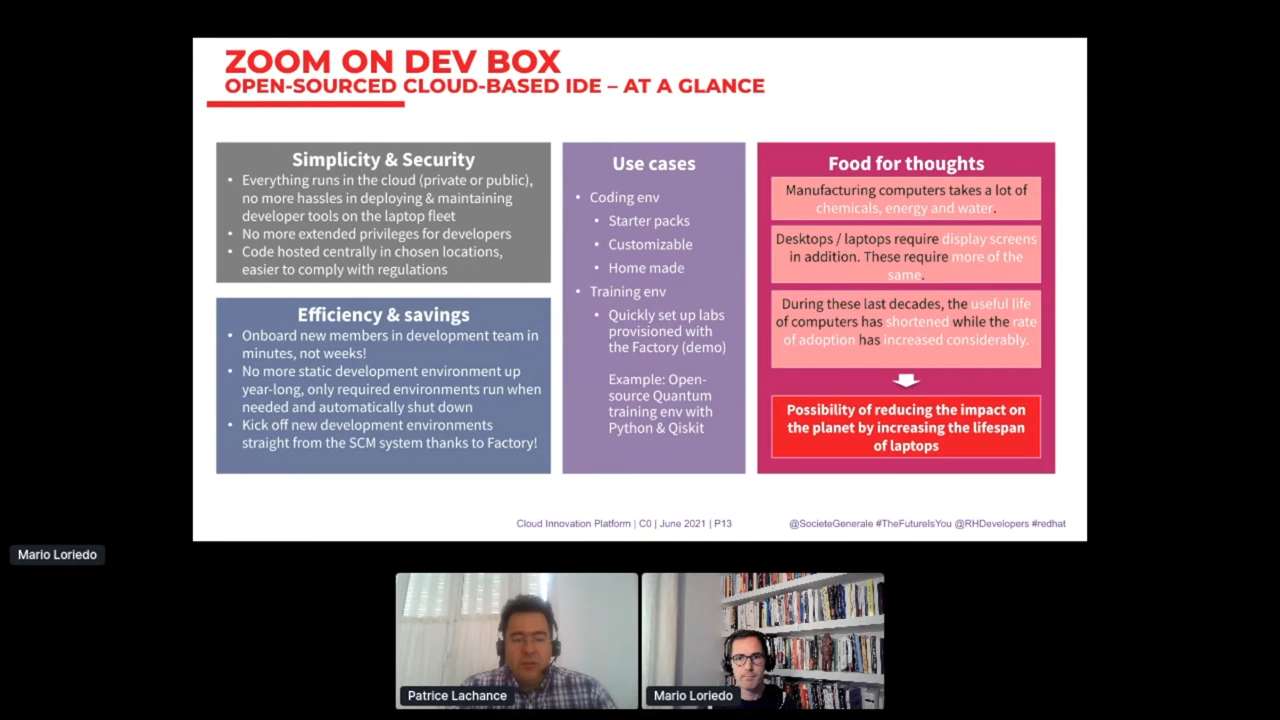 ZOOM ON DEV BOX
OPEN-SOURCED CLOUD-BASED IDE – AT A GLANCE
Simplicity & Security
• Everything runs in the cloud (private or public),
no more hassles in deploying & maintaining
developer tools on the laptop fleet
• No more extended privileges for developers
• Code hosted centrally in chosen locations,
easier to comply with regulations
Efficiency & savings
• Onboard new members in development team in
minutes, not weeks!
• No more static development environment up
year-long, only required environments run when
needed and automatically shut down
• Kick off new development environments
straight from the SCM system thanks to Factory!
Use cases
• Coding env
• Starter packs
• Customizable
• Home made
• Training env
• Quickly set up labs
provisioned with
the Factory (demo)
Example: Open-
source Quantum
training env with
Python & Qiskit
Food for thoughts
Manufacturing computers takes a lot of
chemicals, energy and water.
Desktops / laptops require display screens
in addition. These require more of the
same.
During these last decades, the useful life
of computers has shortened while the rate
of adoption has increased considerably.
Possibility of reducing the impact on
the planet by increasing the lifespan
of laptops
Cloud Innovation Platform | C0 | June 2021 | P13
@SocieteGenerale #TheFutureIsYou @RHDevelopers #redhat
Mario Loriedo
Patrice Lachance
Mario Loriedo